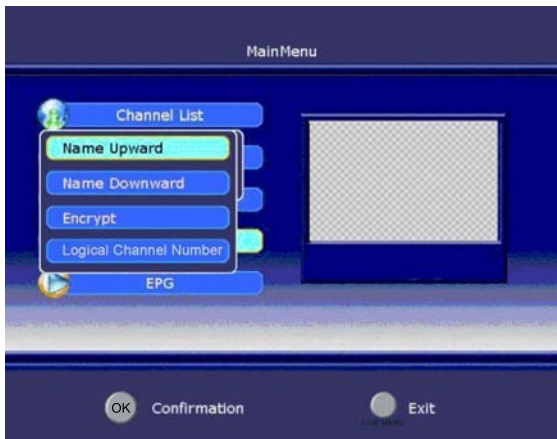 MainMenu
Channel List
Name Upward
Name Downward
Encrypt
Logical Channel Number
EPG
OK Confirmation
Exit